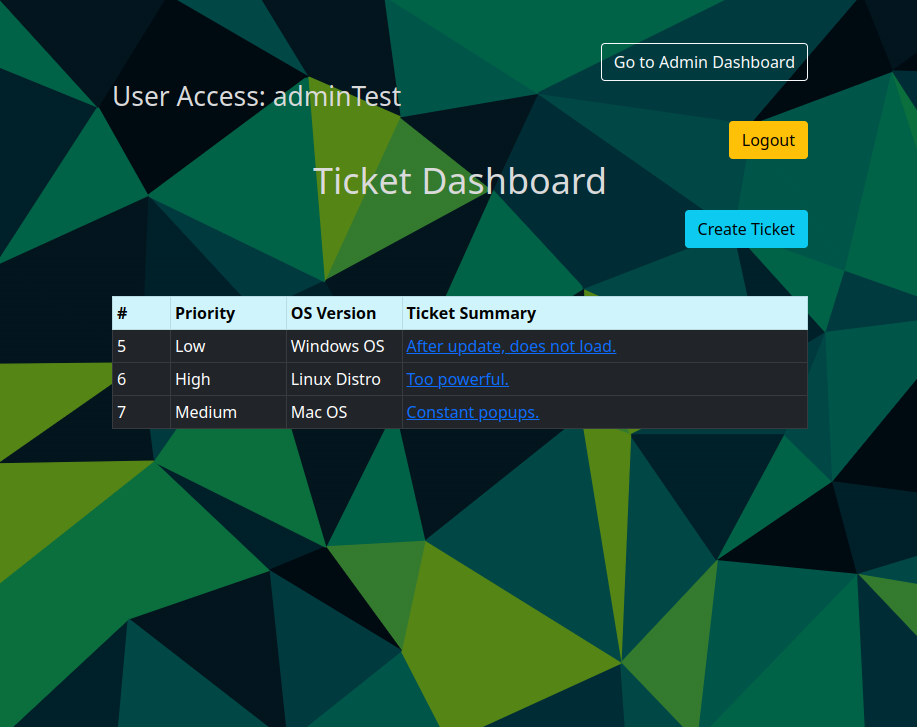 Go to Admin Dashboard
User Access: adminTest
Logout
Ticket Dashboard
Create Ticket
# Priority OS Version Ticket Summary
5 Low Windows OS After update, does not load.
6 High Linux Distro Too powerful.
7 Medium Mac OS Constant popups.